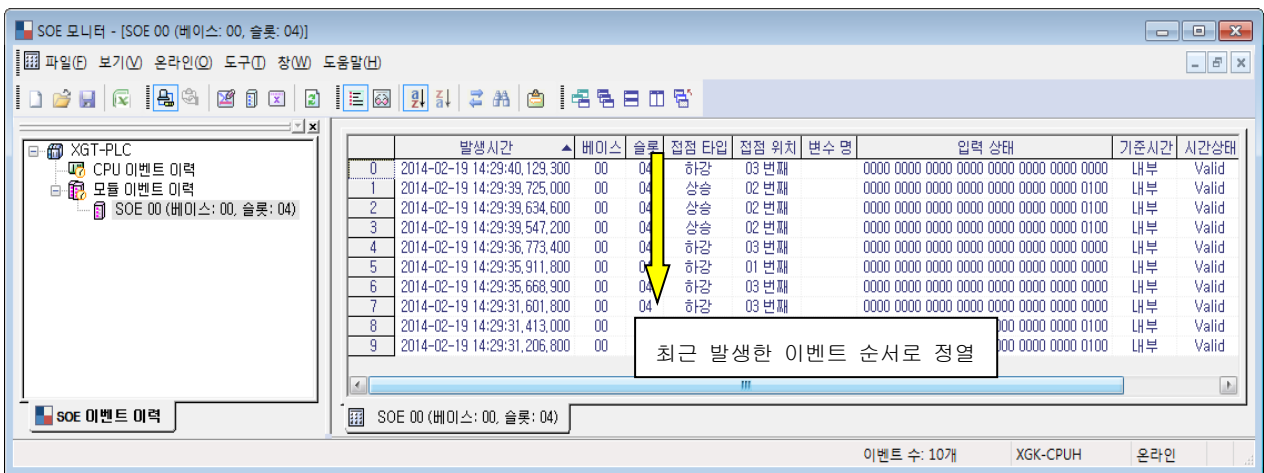 SOE 모니터 - [SOE 00 (베이스: 00, 슬롯: 04)]
파일(F) 보기(V) 온라인(O) 도구(T) 창(W) 도움말(H)
XGT-PLC
CPU 이벤트 이력
모듈 이벤트 이력
SOE 00 (베이스: 00, 슬롯: 04)
SOE 이벤트 이력
발생시간 베이스 슬롯 접점 타입 접점 위치 변수 명 입력 상태 기준시간 시간상태
0 2014-02-19 14:29:40,129,300 00 04 하강 03 번째 0000 0000 0000 0000 0000 0000 0000 0000 내부 Valid
1 2014-02-19 14:29:39,725,000 00 04 상승 02 번째 0000 0000 0000 0000 0000 0000 0000 0100 내부 Valid
2 2014-02-19 14:29:39,634,600 00 04 상승 02 번째 0000 0000 0000 0000 0000 0000 0000 0100 내부 Valid
3 2014-02-19 14:29:39,547,200 00 04 상승 02 번째 0000 0000 0000 0000 0000 0000 0000 0100 내부 Valid
4 2014-02-19 14:29:36,773,400 00 04 하강 03 번째 0000 0000 0000 0000 0000 0000 0000 0000 내부 Valid
5 2014-02-19 14:29:35,911,800 00 하강 01 번째 0000 0000 0000 0000 0000 0000 0000 0000 내부 Valid
6 2014-02-19 14:29:35,668,900 00 04 하강 03 번째 0000 0000 0000 0000 0000 0000 0000 0000 내부 Valid
7 2014-02-19 14:29:31,601,800 00 04 하강 03 번째 0000 0000 0000 0000 0000 0000 0000 0000 내부 Valid
8 2014-02-19 14:29:31,413,000 00 0000 0000 0100 내부 Valid
9 2014-02-19 14:29:31,206,800 00 000 0000 0000 0100 내부 Valid
최근 발생한 이벤트 순서로 정열
SOE 00 (베이스: 00, 슬롯: 04)
이벤트 수: 10개 XGK-CPUH 온라인